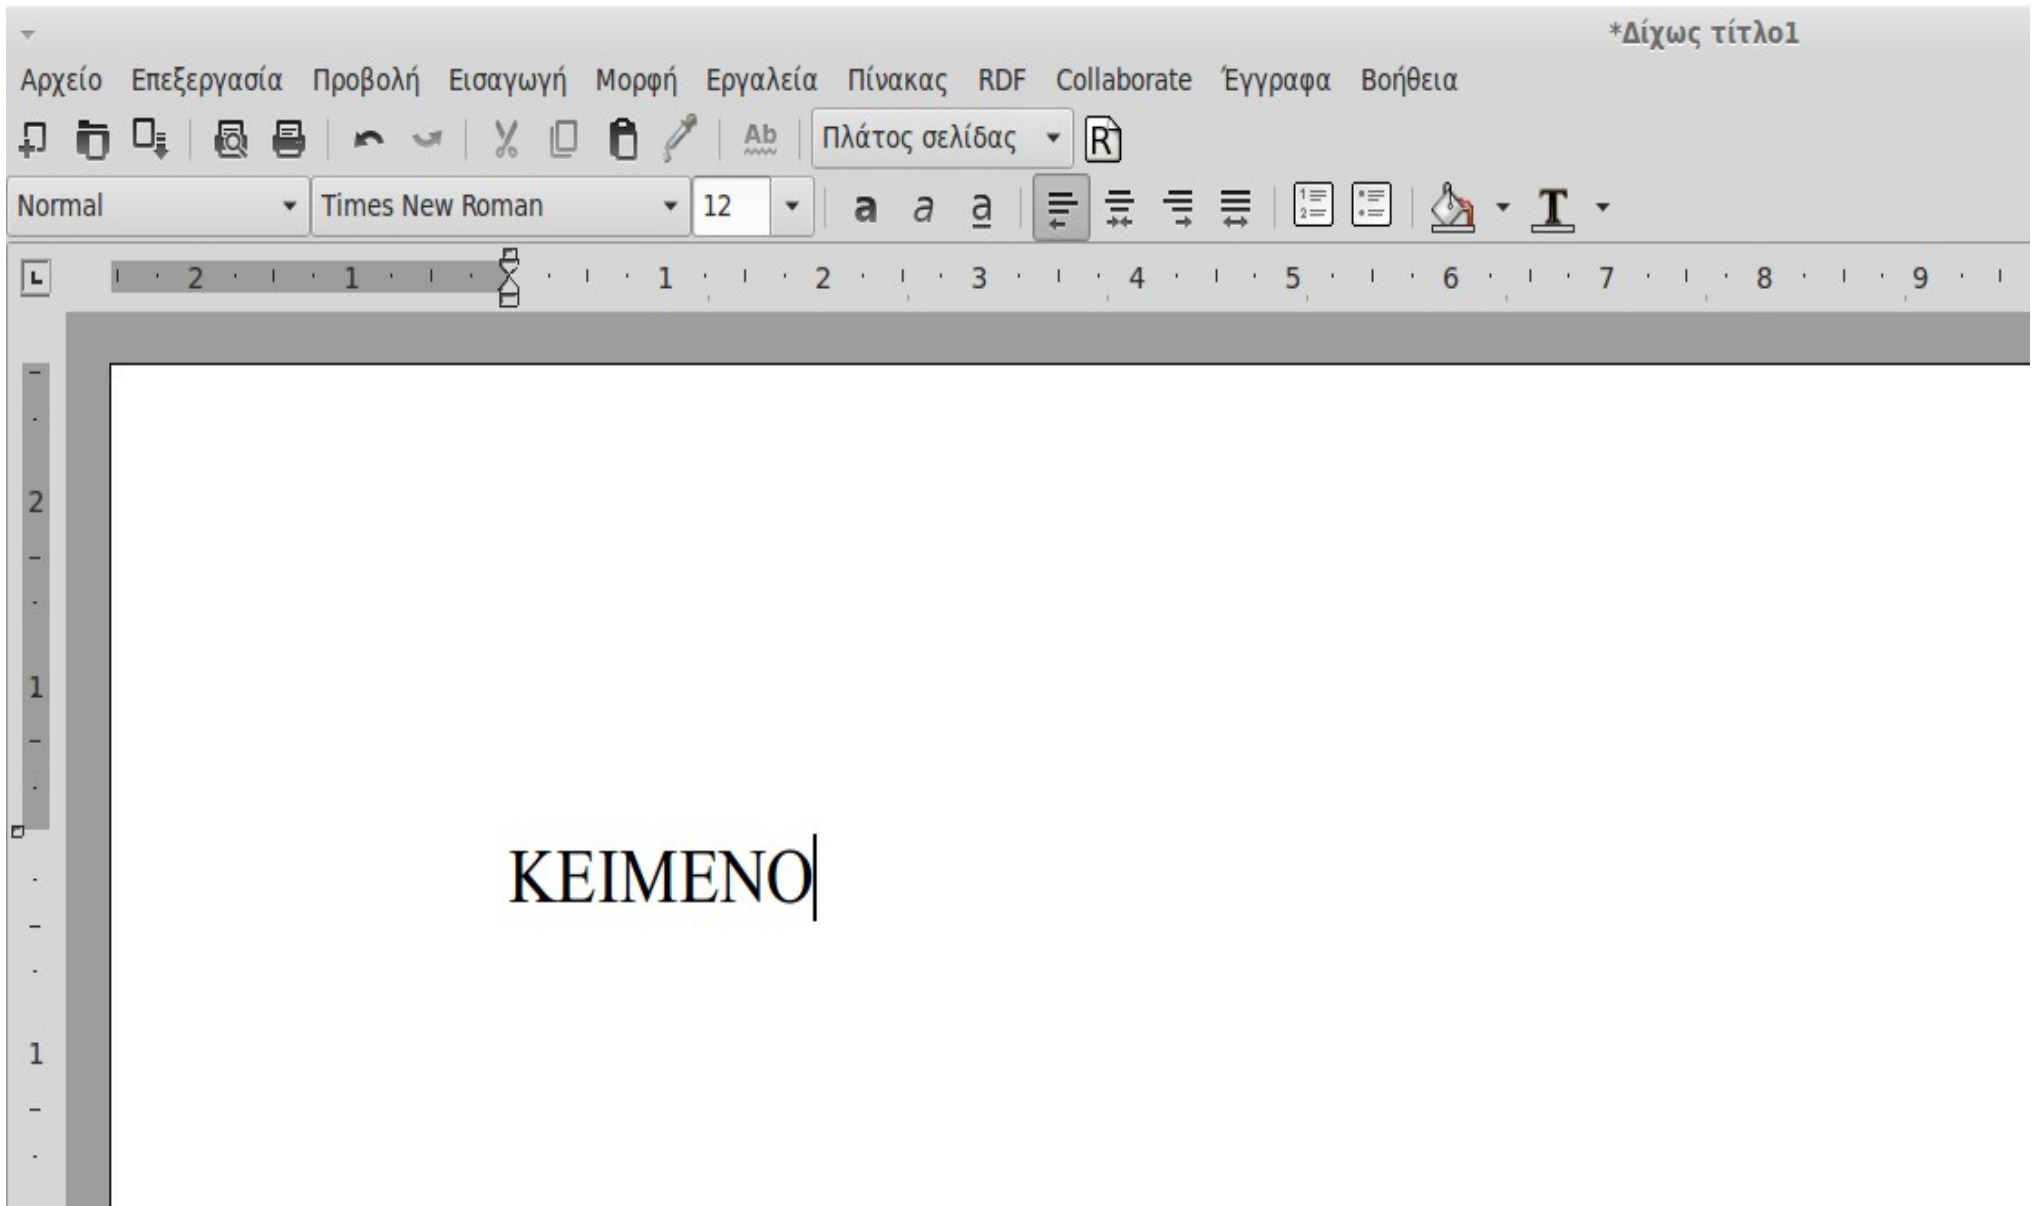 *Δίχως τίτλο1
Αρχείο Επεξεργασία Προβολή Εισαγωγή Μορφή Εργαλεία Πίνακας RDF Collaborate Έγγραφα Βοήθεια
Ab Πλάτος σελίδας R
Normal Times New Roman 12 a a a T
L 2 1 1 2 3 4 5 6 7 8 9
2
1
ΚΕΙΜΕΝΟ
1